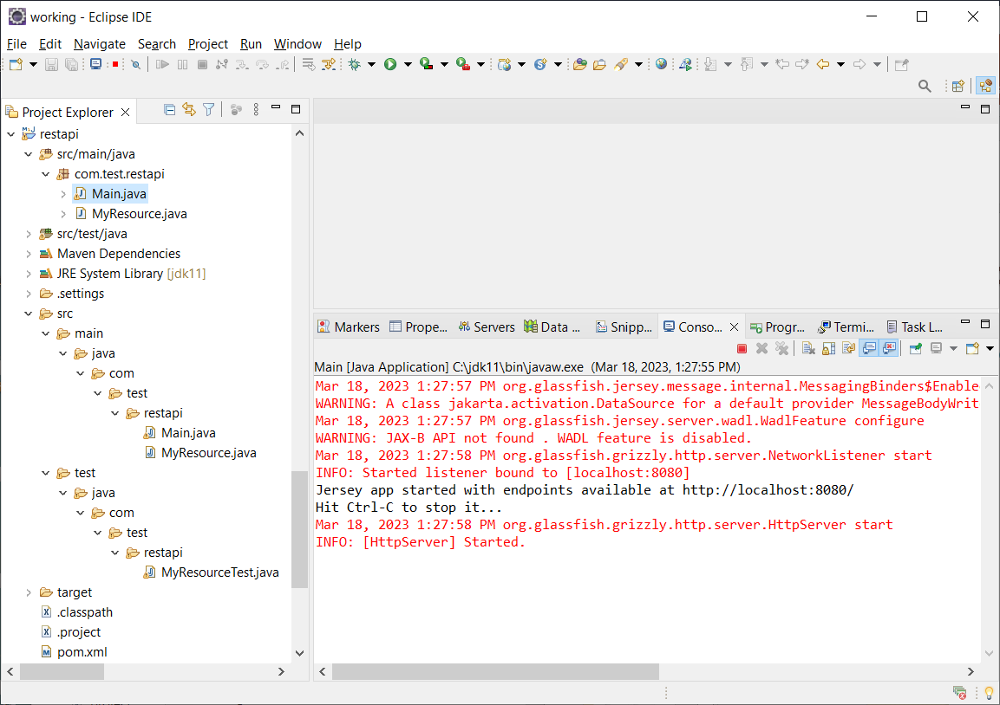 working - Eclipse IDE
File Edit Navigate Search Project Run Window Help
Project Explorer
restapi
src/main/java
com.test.restapi
Main.java
MyResource.java
src/test/java
Maven Dependencies
JRE System Library [jdk11]
.settings
src
main
java
com
test
restapi
Main.java
MyResource.java
test
java
com
test
restapi
MyResourceTest.java
target
.classpath
.project
pom.xml
Markers Prope... Servers Data ... Snipp... Conso... Progr... Termi... Task L...
Main [Java Application] C:\jdk11\bin\javaw.exe (Mar 18, 2023, 1:27:55 PM)
Mar 18, 2023 1:27:57 PM org.glassfish.jersey.message.internal.MessagingBinders$Enable
WARNING: A class jakarta.activation.DataSource for a default provider MessageBodyWrit
Mar 18, 2023 1:27:57 PM org.glassfish.jersey.server.wadl.WadlFeature configure
WARNING: JAX-B API not found . WADL feature is disabled.
Mar 18, 2023 1:27:58 PM org.glassfish.grizzly.http.server.NetworkListener start
INFO: Started listener bound to [localhost:8080]
Jersey app started with endpoints available at http://localhost:8080/
Hit Ctrl-C to stop it...
Mar 18, 2023 1:27:58 PM org.glassfish.grizzly.http.server.HttpServer start
INFO: [HttpServer] Started.